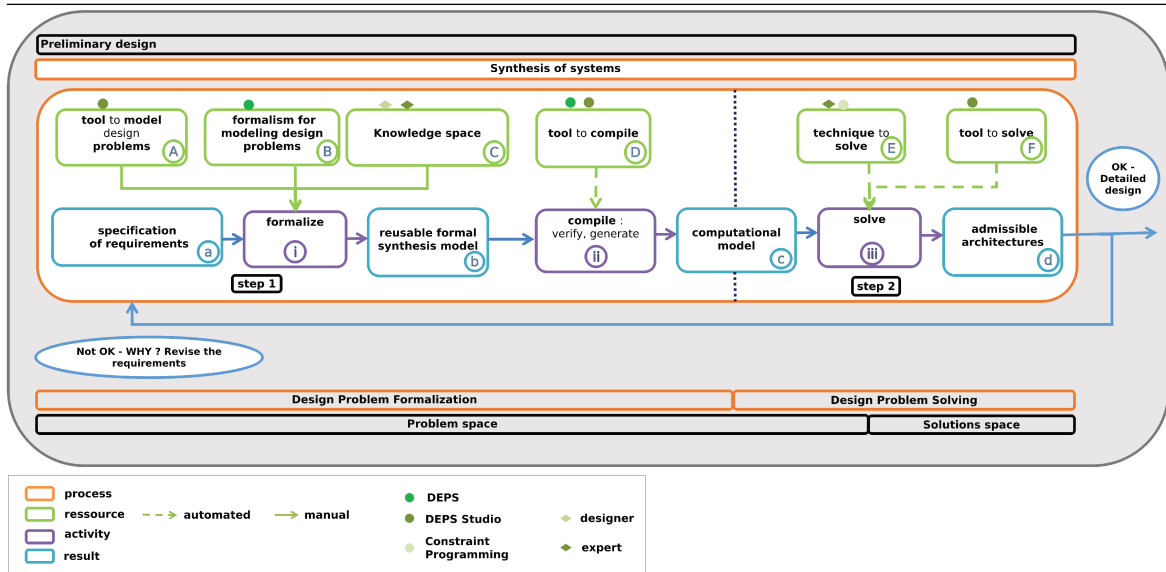 Preliminary design
Synthesis of systems
tool to model
design
problems
A
formalism for
modeling design
problems
B
Knowledge space
C
tool to compile
D
technique to
solve
E
tool to solve
F
OK -
Detailed
design
specification
of requirements
a
formalize
i
reusable formal
synthesis model
b
compile :
verify, generate
ii
computational
model
c
solve
iii
admissible
architectures
d
step 1
step 2
Not OK - WHY ? Revise the
requirements
Design Problem Formalization
Design Problem Solving
Problem space
Solutions space
process
ressource
activity
result
automated
manual
DEPS
DEPS Studio
Constraint
Programming
designer
expert